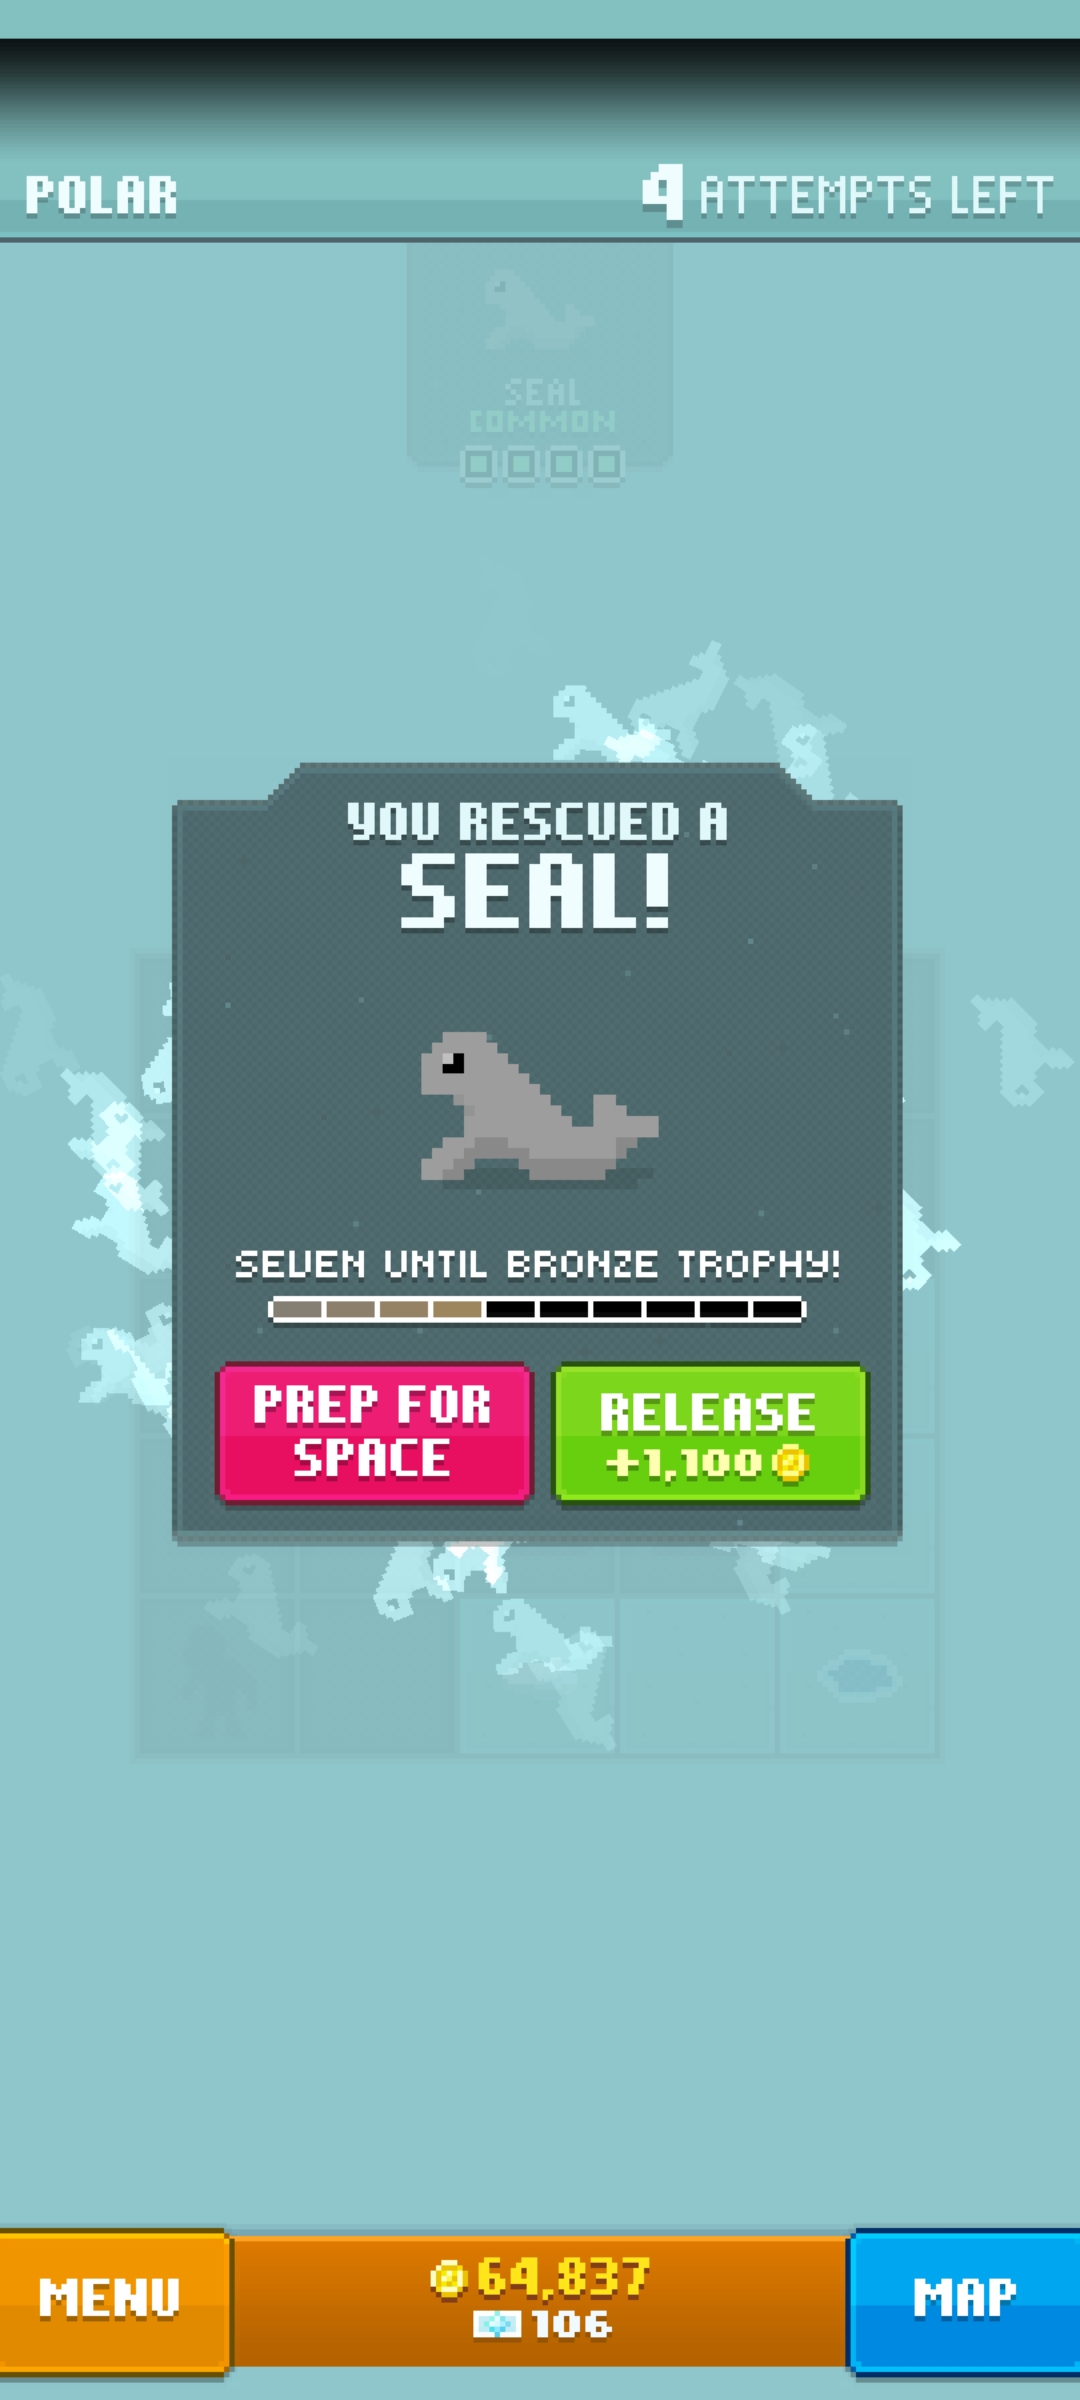 POLAR
4 ATTEMPTS LEFT
SEAL
COMMON
YOU RESCUED A
SEAL!
SEVEN UNTIL BRONZE TROPHY!
PREP FOR
SPACE
RELEASE
+1,100
MENU
64,837
106
MAP